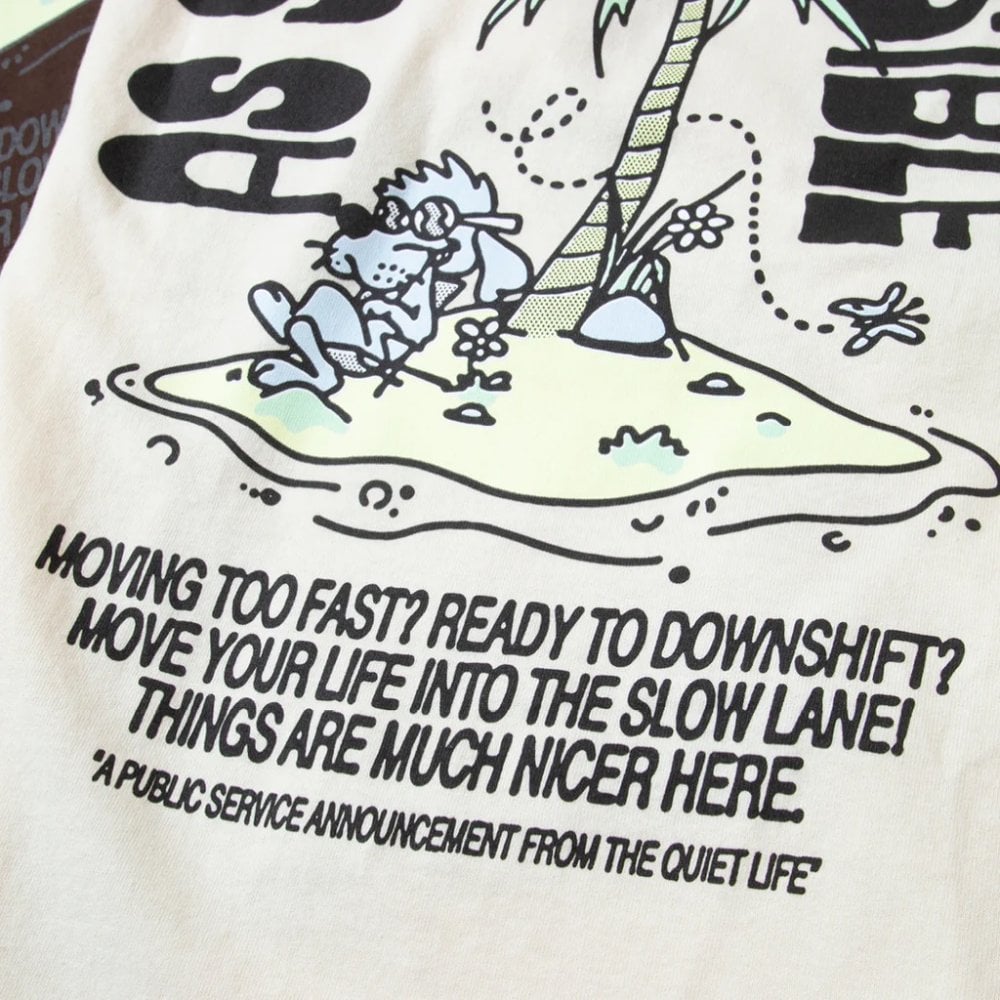 AS
MOVING TOO FAST? READY TO DOWNSHIFT?
MOVE YOUR LIFE INTO THE SLOW LANE!
THINGS ARE MUCH NICER HERE.
"A PUBLIC SERVICE ANNOUNCEMENT FROM THE QUIET LIFE"